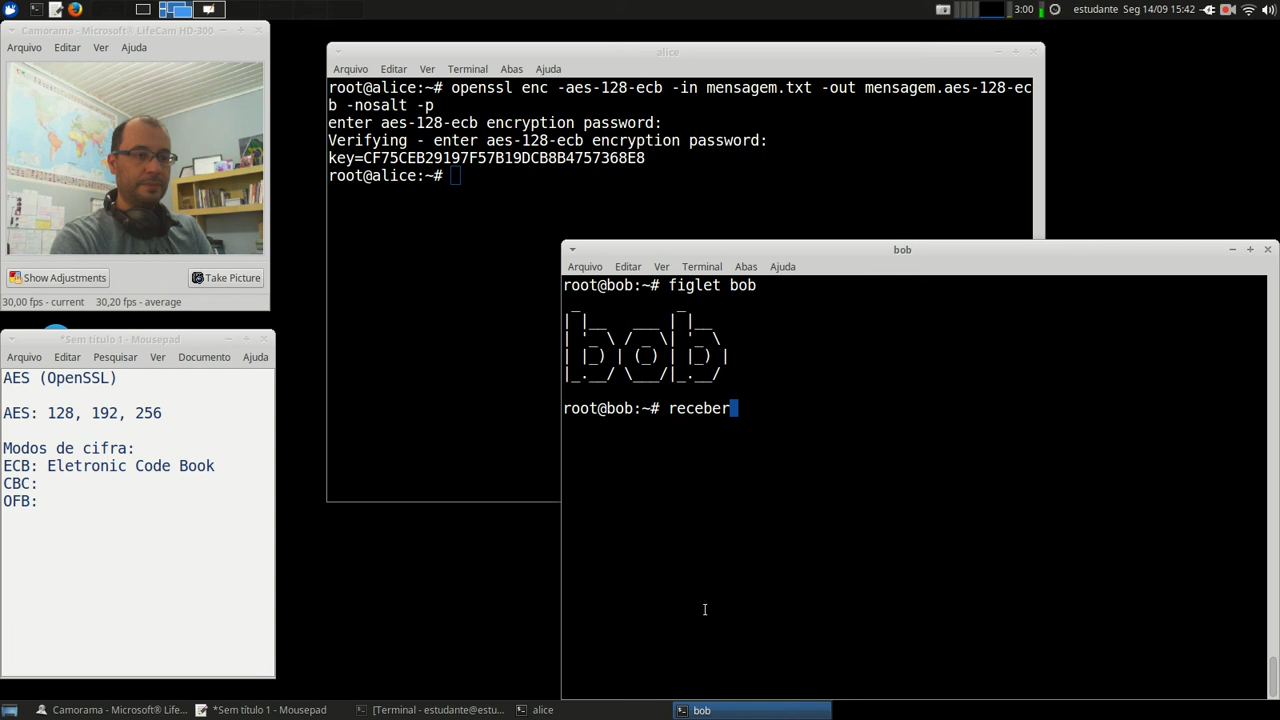 3:00 estudante Seg 14/09 15:42
Camorama - Microsoft® LifeCam HD-300
Arquivo Editar Ver Ajuda
Show Adjustments Take Picture
30,00 fps - current 30,20 fps - average
*Sem título 1 - Mousepad
Arquivo Editar Pesquisar Ver Documento Ajuda
AES (OpenSSL)
AES: 128, 192, 256
Modos de cifra:
ECB: Eletronic Code Book
CBC:
OFB:
alice
Arquivo Editar Ver Terminal Abas Ajuda
root@alice:~# openssl enc -aes-128-ecb -in mensagem.txt -out mensagem.aes-128-ec
b -nosalt -p
enter aes-128-ecb encryption password:
Verifying - enter aes-128-ecb encryption password:
key=CF75CEB29197F57B19DCB8B4757368E8
root@alice:~#
bob
Arquivo Editar Ver Terminal Abas Ajuda
root@bob:~# figlet bob
bob
root@bob:~# receber
Camorama - Microsoft® Life... *Sem título 1 - Mousepad [Terminal - estudante@estu... alice bob